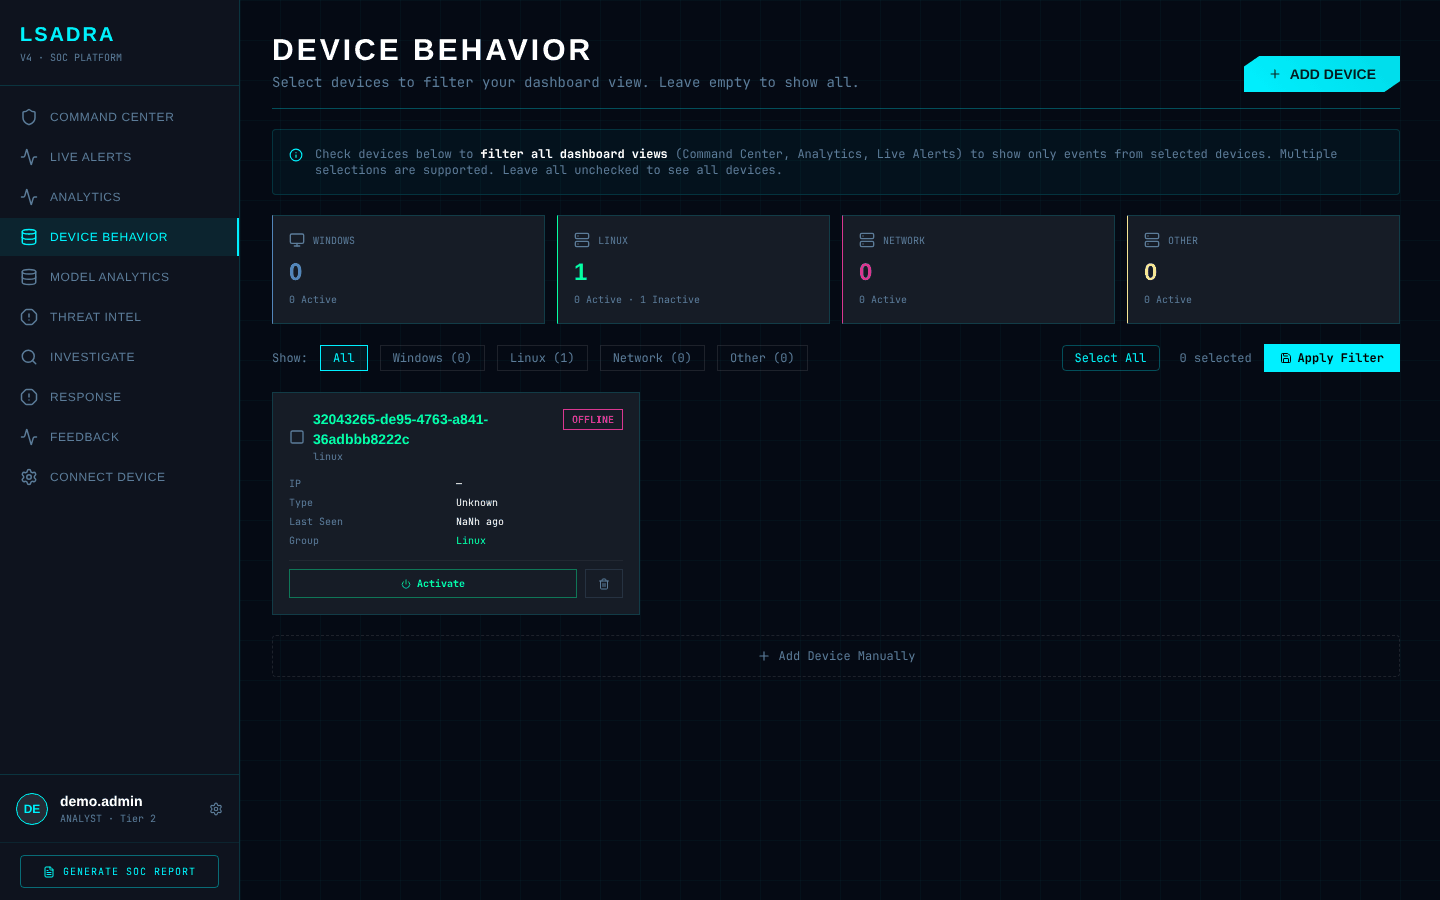 LSADRA
V4 · SOC PLATFORM
COMMAND CENTER
LIVE ALERTS
ANALYTICS
DEVICE BEHAVIOR
MODEL ANALYTICS
THREAT INTEL
INVESTIGATE
RESPONSE
FEEDBACK
CONNECT DEVICE
DE
demo.admin
ANALYST · Tier 2
GENERATE SOC REPORT
DEVICE BEHAVIOR
Select devices to filter your dashboard view. Leave empty to show all.
ADD DEVICE
Check devices below to filter all dashboard views (Command Center, Analytics, Live Alerts) to show only events from selected devices. Multiple
selections are supported. Leave all unchecked to see all devices.
WINDOWS
0
0 Active
LINUX
1
0 Active · 1 Inactive
NETWORK
0
0 Active
OTHER
0
0 Active
Show: All Windows (0) Linux (1) Network (0) Other (0) Select All 0 selected Apply Filter
32043265-de95-4763-a841-
36adbbb8222c
linux
OFFLINE
IP —
Type Unknown
Last Seen NaNh ago
Group Linux
Activate
Add Device Manually